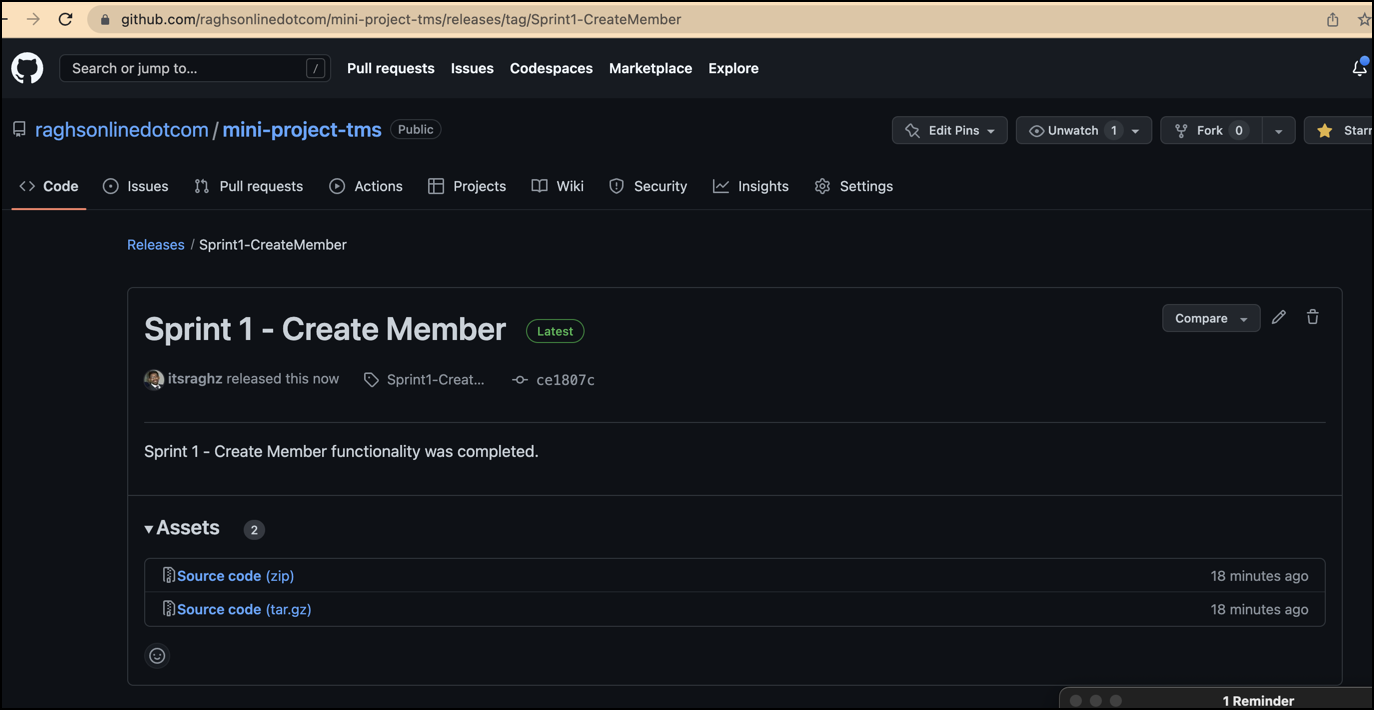 github.com/raghsonlinedotcom/mini-project-tms/releases/tag/Sprint1-CreateMember
Search or jump to... /
Pull requests Issues Codespaces Marketplace Explore
raghsonlinedotcom / mini-project-tms Public
Edit Pins Unwatch 1 Fork 0 Starr
Code Issues Pull requests Actions Projects Wiki Security Insights Settings
Releases / Sprint1-CreateMember
Sprint 1 - Create Member Latest
Compare
itsraghz released this now Sprint1-Creat... ce1807c
Sprint 1 - Create Member functionality was completed.
Assets 2
Source code (zip) 18 minutes ago
Source code (tar.gz) 18 minutes ago
1 Reminder